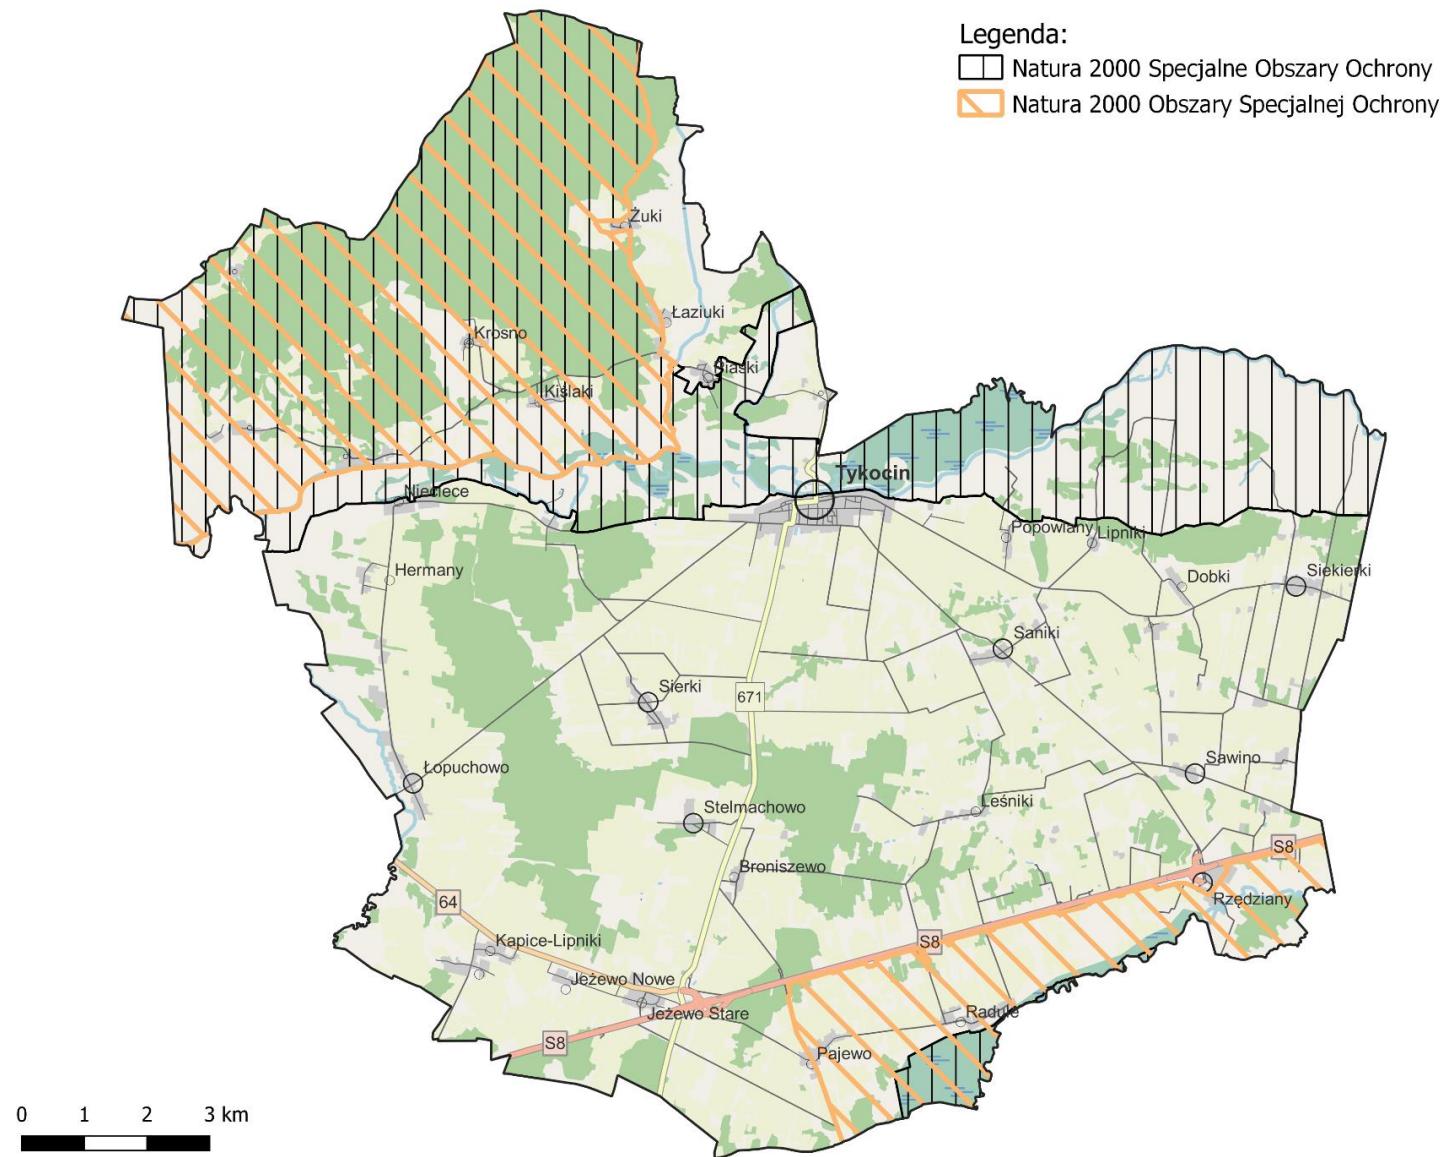 Legenda:
Natura 2000 Specjalne Obszary Ochrony
Natura 2000 Obszary Specjalnej Ochrony
Żuki
Łaziuki
Krosno
Piaski
Kiślaki
Tykocin
Nieciece
Popowlany
Lipniki
Hermany
Dobki
Siekierki
Saniki
Sierki
671
Sawino
Łopuchowo
Leśniki
Stelmachowo
S8
Broniszewo
Rzędziany
64
Kapice-Lipniki
S8
Jeżewo Nowe
Jeżewo Stare
Radule
S8
Pajewo
0 1 2 3 km